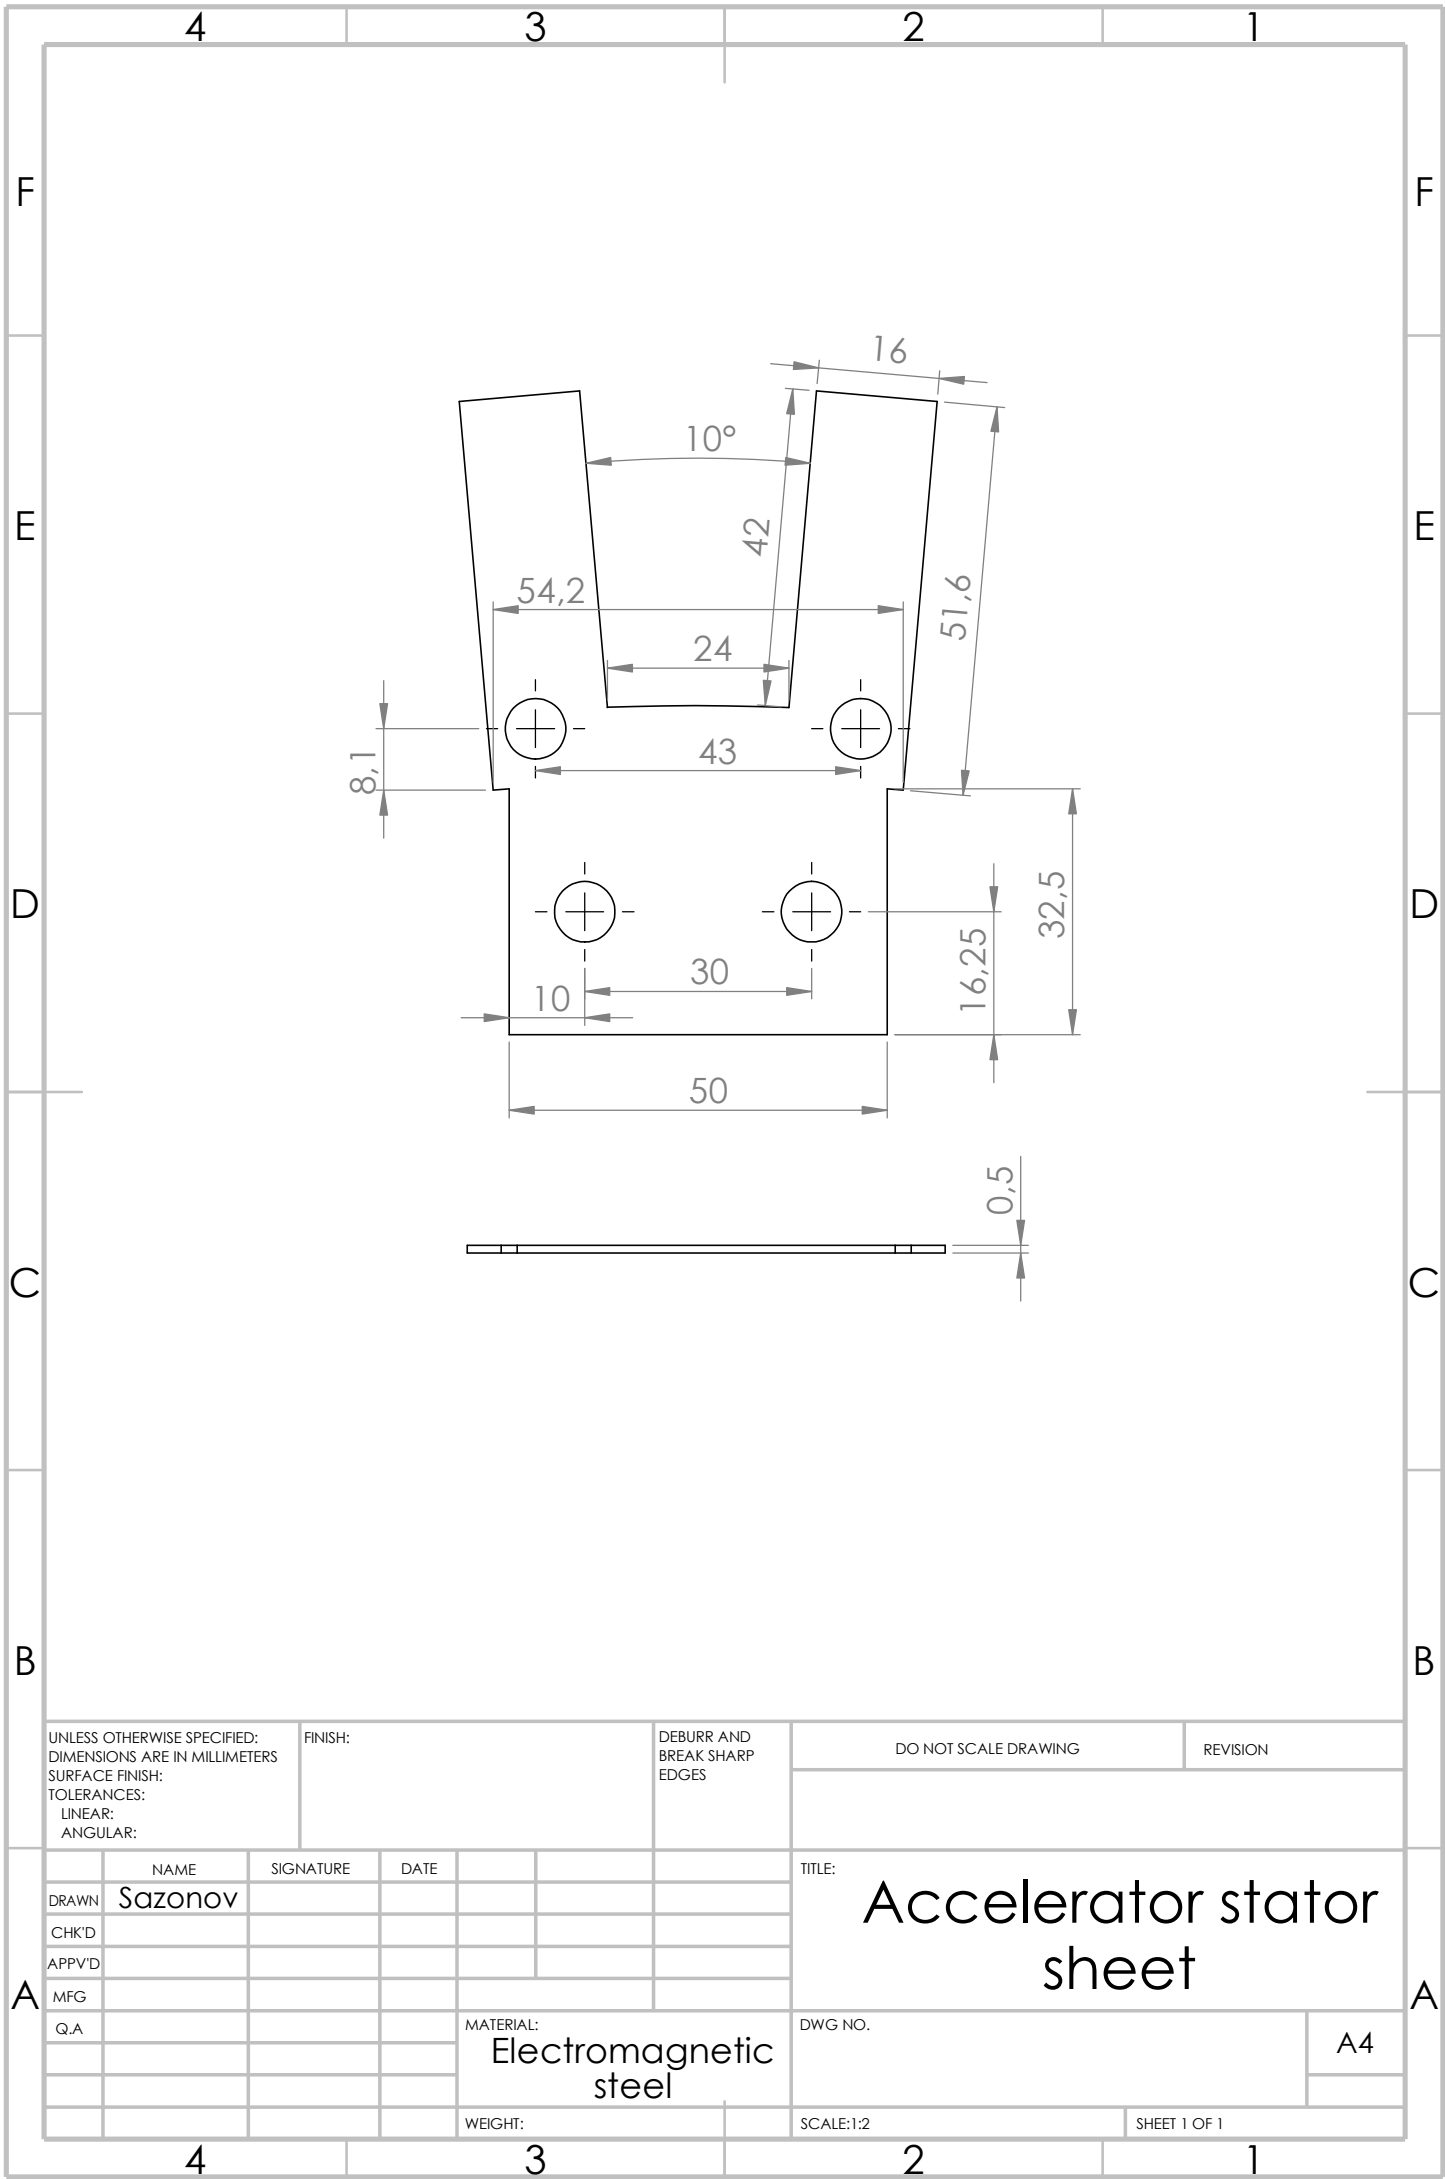 4 3 2 1
F F
16
10°
E E
42
54,2
51,6
24
43
8,1
D D
32,5
16,25
30
10
50
0,5
C C
B B
UNLESS OTHERWISE SPECIFIED:
DIMENSIONS ARE IN MILLIMETERS
SURFACE FINISH:
TOLERANCES:
LINEAR:
ANGULAR:
FINISH:
DEBURR AND
BREAK SHARP
EDGES
DO NOT SCALE DRAWING
REVISION
NAME SIGNATURE DATE
DRAWN Sazonov
CHK'D
APPV'D
MFG
Q.A
TITLE:
Accelerator stator
sheet
A A
MATERIAL:
Electromagnetic
steel
DWG NO.
A4
WEIGHT:
SCALE:1:2
SHEET 1 OF 1
4 3 2 1